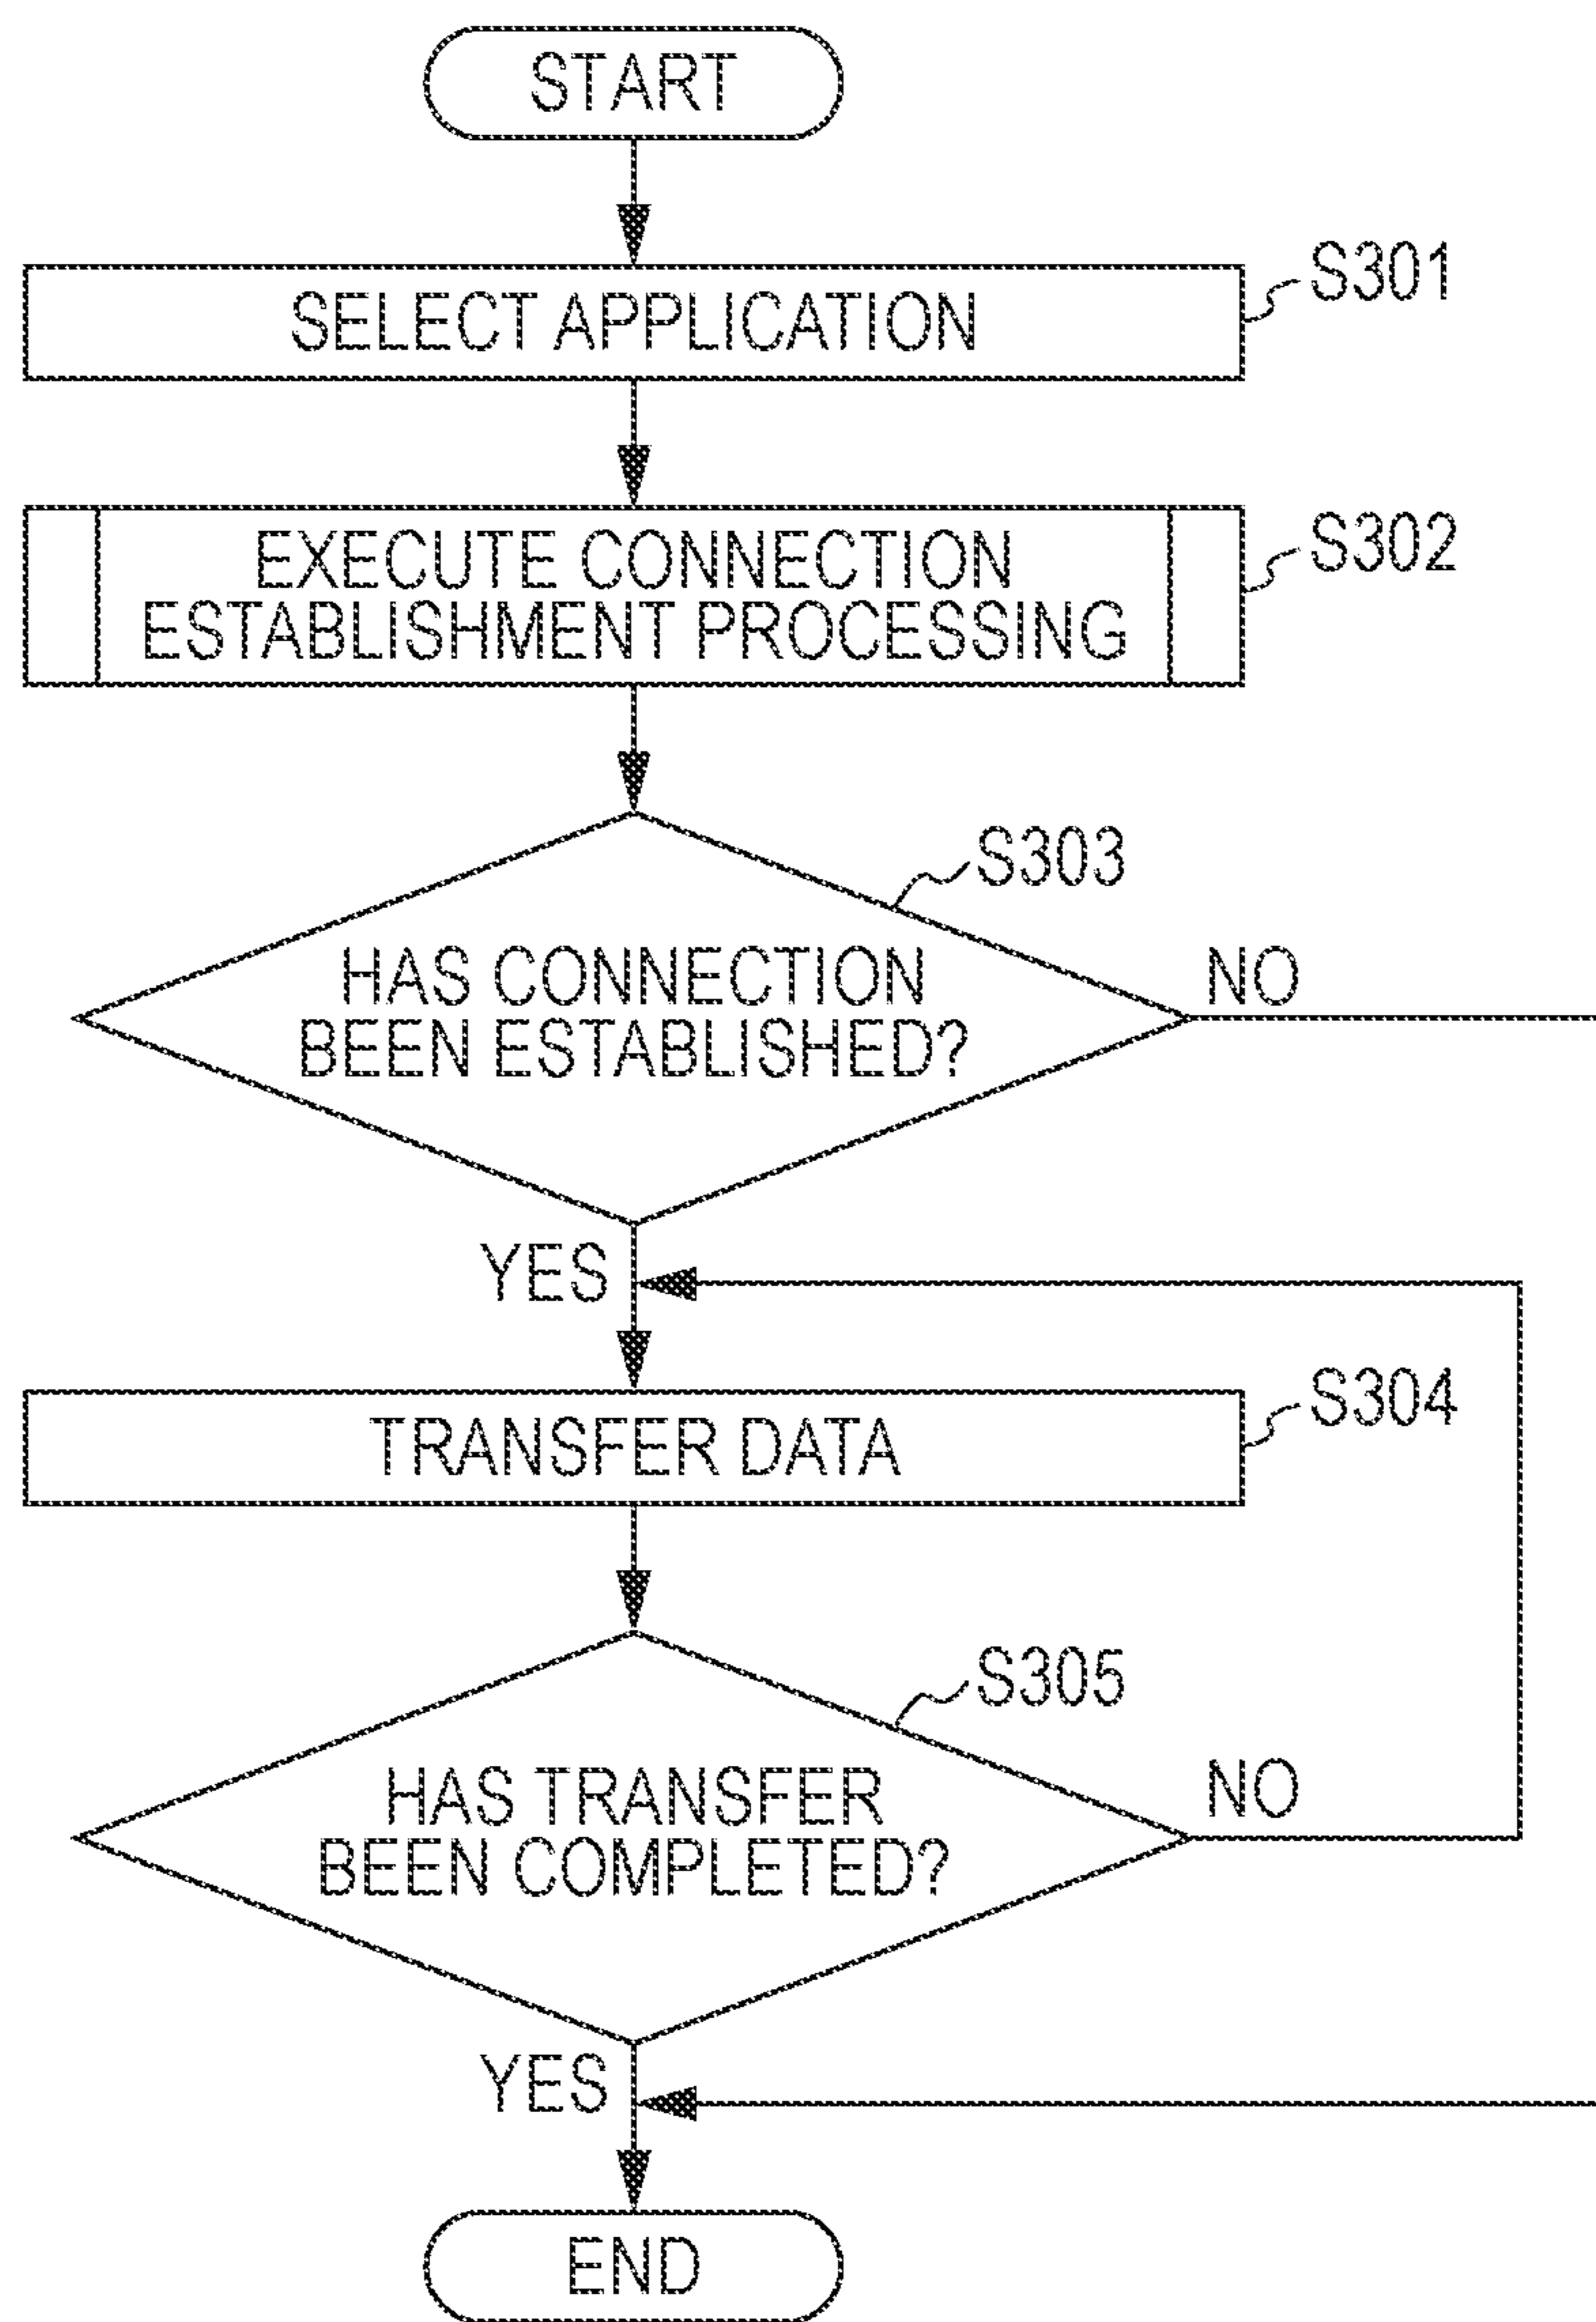 START
SELECT APPLICATION
S301
EXECUTE CONNECTION
ESTABLISHMENT PROCESSING
S302
S303
HAS CONNECTION
BEEN ESTABLISHED?
NO
YES
TRANSFER DATA
S304
S305
HAS TRANSFER
BEEN COMPLETED?
NO
YES
END